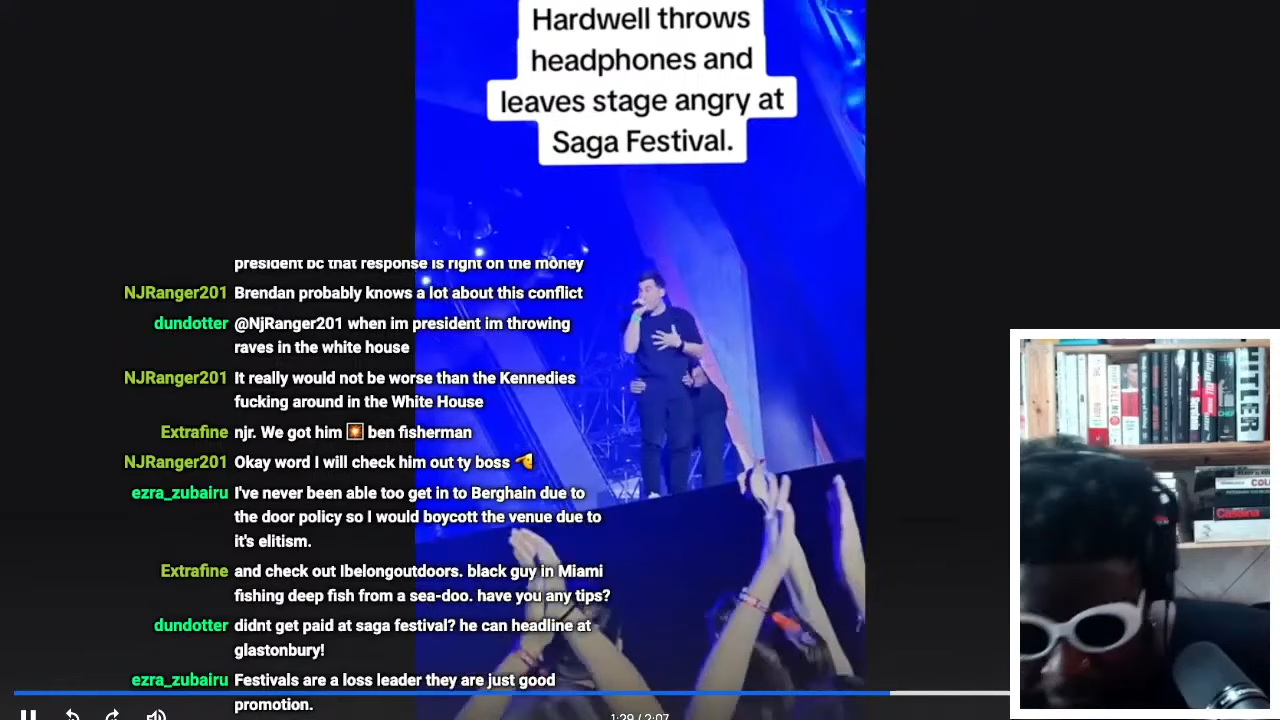 Hardwell throws
headphones and
leaves stage angry at
Saga Festival.
president bc that response is right on the money
NJRanger201 Brendan probably knows a lot about this conflict
dundotter @NjRanger201 when im president im throwing
raves in the white house
NJRanger201 It really would not be worse than the Kennedies
fucking around in the White House
Extrafine njr. We got him 💥 ben fisherman
NJRanger201 Okay word I will check him out ty boss 🫡
ezra_zubairu I've never been able too get in to Berghain due to
the door policy so I would boycott the venue due to
it's elitism.
Extrafine and check out Ibelongoutdoors. black guy in Miami
fishing deep fish from a sea-doo. have you any tips?
dundotter didnt get paid at saga festival? he can headline at
glastonbury!
ezra_zubairu Festivals are a loss leader they are just good
promotion.
1:29 / 2:07
HITLER
CHEF
Cassina